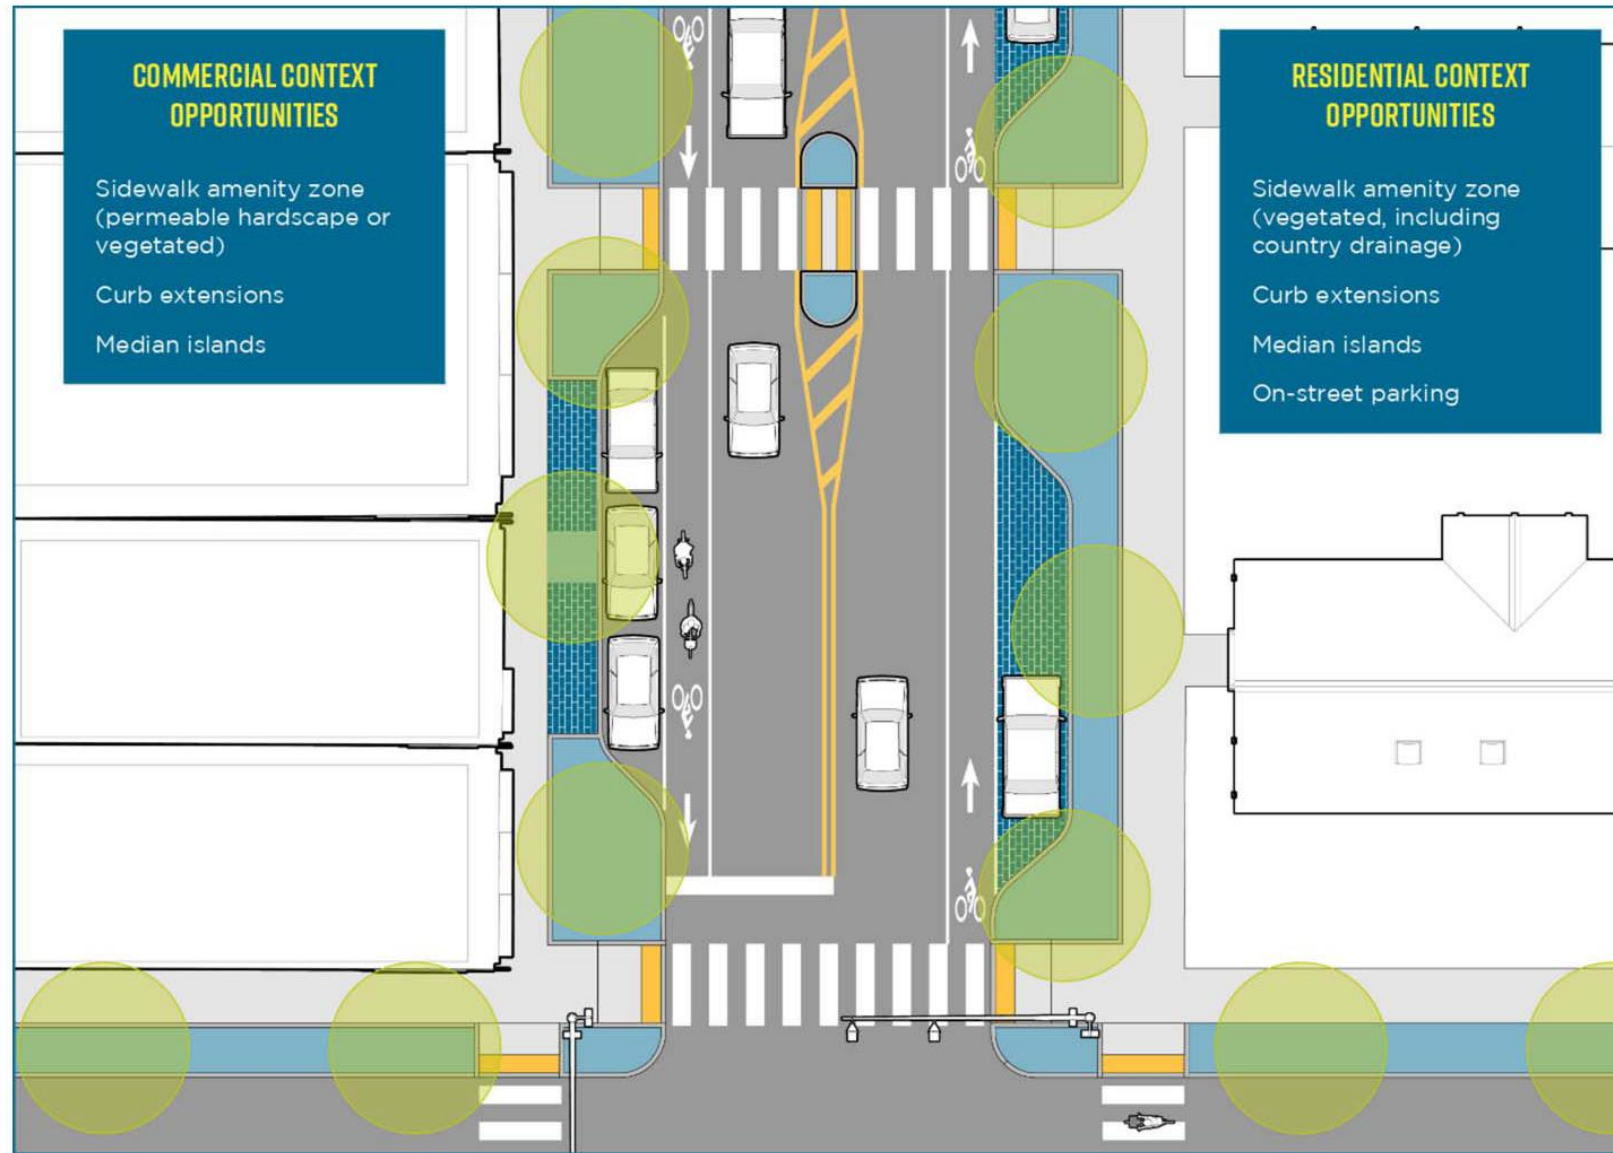 COMMERCIAL CONTEXT
OPPORTUNITIES
Sidewalk amenity zone
(permeable hardscape or
vegetated)
Curb extensions
Median islands
RESIDENTIAL CONTEXT
OPPORTUNITIES
Sidewalk amenity zone
(vegetated, including
country drainage)
Curb extensions
Median islands
On-street parking